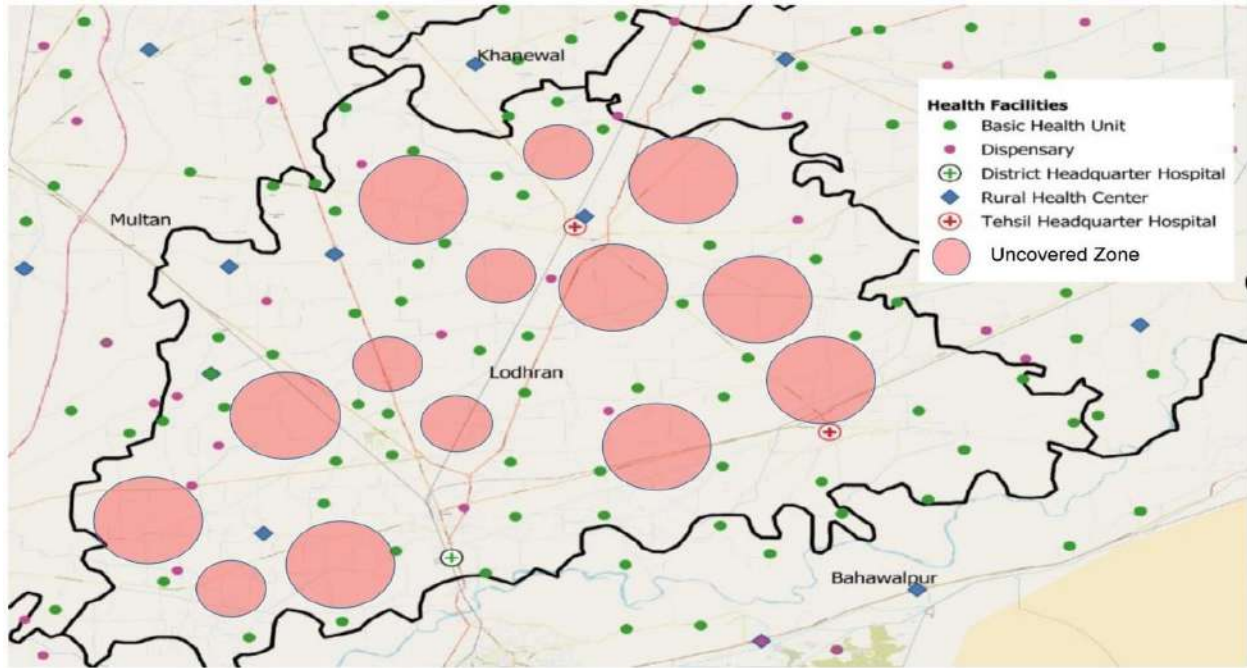 Khanewal
Health Facilities
Basic Health Unit
Dispensary
District Headquarter Hospital
Rural Health Center
Tehsil Headquarter Hospital
Uncovered Zone
Multan
Lodhran
Bahawalpur